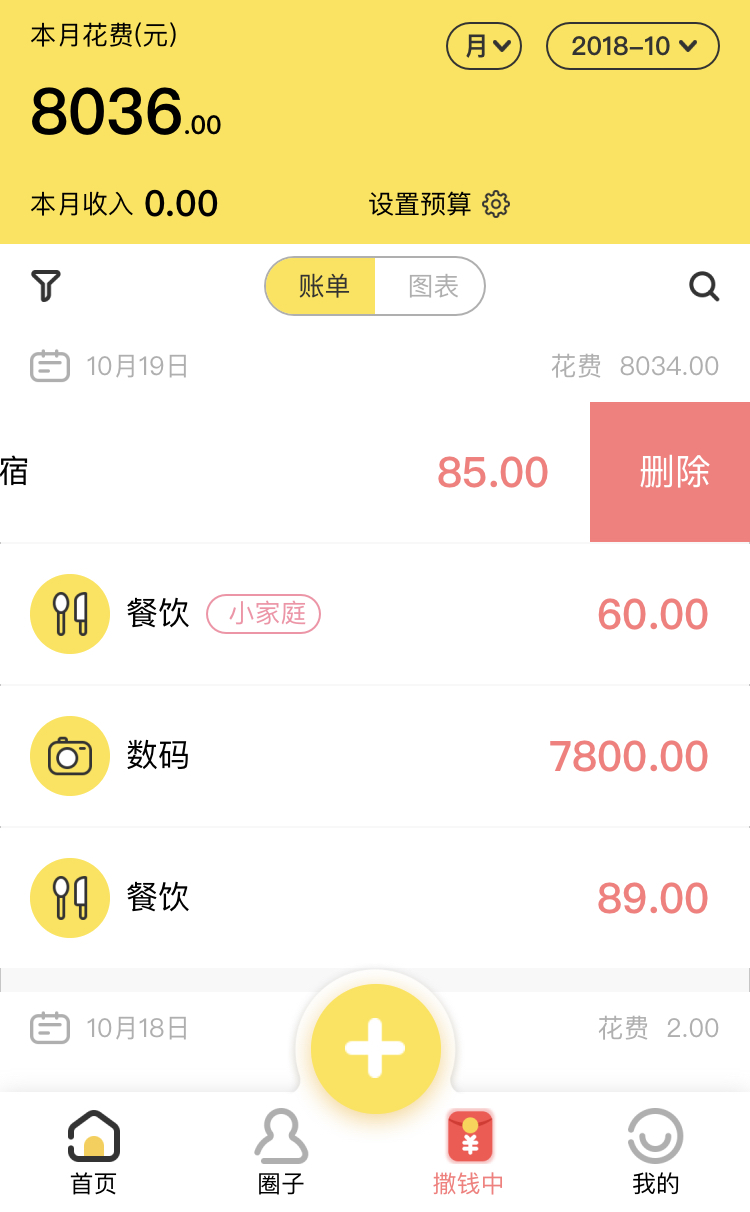 本月花费(元)
月
2018-10
8036.00
本月收入 0.00
设置预算
账单
图表
10月19日
花费 8034.00
宿
85.00
删除
餐饮
小家庭
60.00
数码
7800.00
餐饮
89.00
10月18日
花费 2.00
首页
圈子
¥
撒钱中
我的